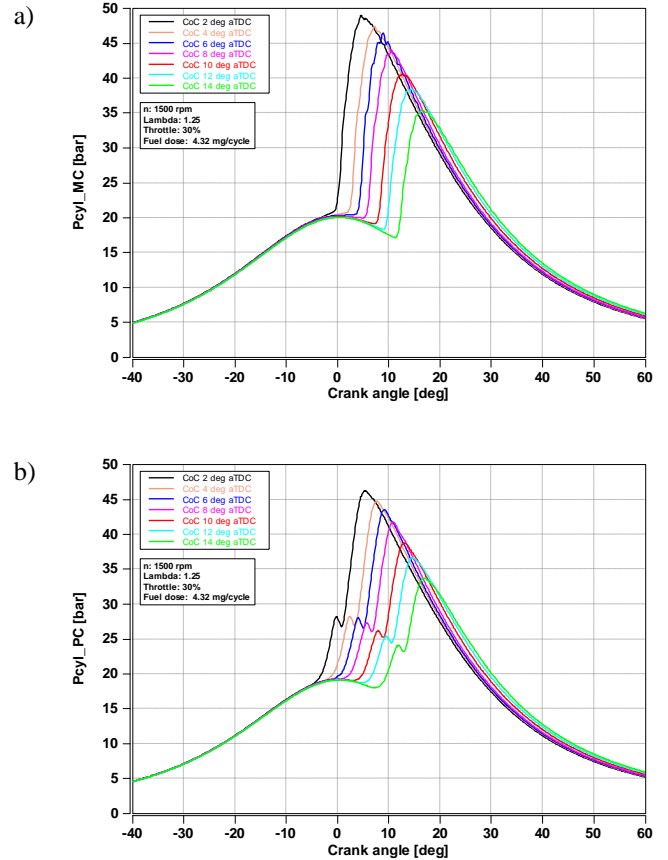 a)
50
45
40
35
30
25
20
15
10
5
0
Pcyl_MC [bar]
CoC 2 deg aTDC
CoC 4 deg aTDC
CoC 6 deg aTDC
CoC 8 deg aTDC
CoC 10 deg aTDC
CoC 12 deg aTDC
CoC 14 deg aTDC
n: 1500 rpm
Lambda: 1.25
Throttle: 30%
Fuel dose: 4.32 mg/cycle
-40 -30 -20 -10 0 10 20 30 40 50 60
Crank angle [deg]
b)
50
45
40
35
30
25
20
15
10
5
0
Pcyl_PC [bar]
CoC 2 deg aTDC
CoC 4 deg aTDC
CoC 6 deg aTDC
CoC 8 deg aTDC
CoC 10 deg aTDC
CoC 12 deg aTDC
CoC 14 deg aTDC
n: 1500 rpm
Lambda: 1.25
Throttle: 30%
Fuel dose: 4.32 mg/cycle
-40 -30 -20 -10 0 10 20 30 40 50 60
Crank angle [deg]